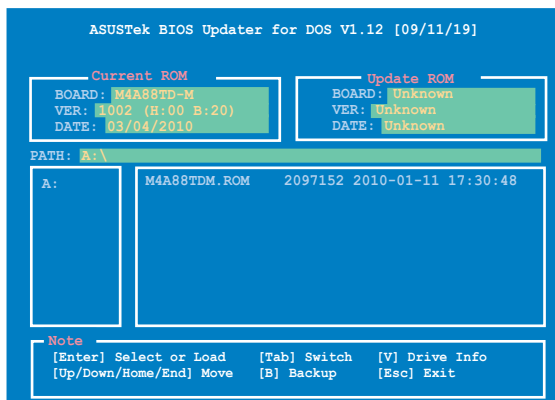 ASUSTek BIOS Updater for DOS V1.12 [09/11/19]
Current ROM
BOARD: M4A88TD-M
VER: 1002 (H:00 B:20)
DATE: 03/04/2010
Update ROM
BOARD: Unknown
VER: Unknown
DATE: Unknown
PATH: A:\
A:
M4A88TDM.ROM 2097152 2010-01-11 17:30:48
Note
[Enter] Select or Load [Tab] Switch [V] Drive Info
[Up/Down/Home/End] Move [B] Backup [Esc] Exit